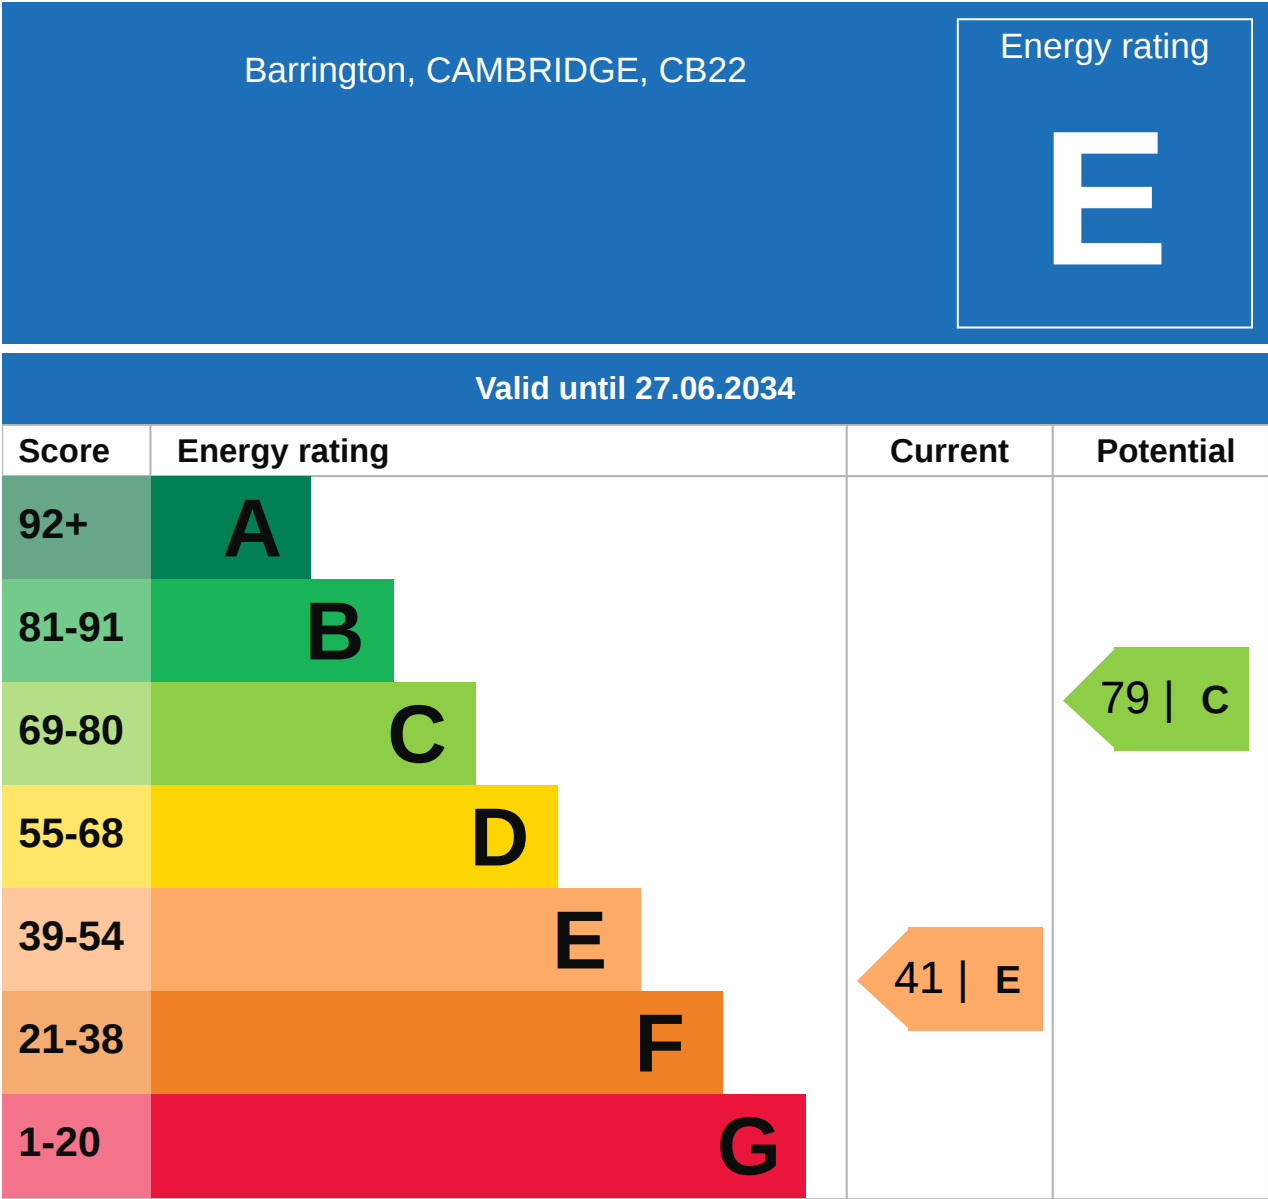 Barrington, CAMBRIDGE, CB22
Energy rating
E
Valid until 27.06.2034
Score Energy rating Current Potential
92+ A
81-91 B
69-80 C
79 | C
55-68 D
39-54 E
41 | E
21-38 F
1-20 G